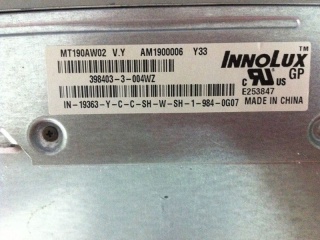 MT190AW02 V.Y AM1900006 Y33
INNOLUX
398403-3-004WZ
C UR US GP
E253847
IN-19363-Y-C-C-SH-W-SH-1-984-0G07
MADE IN CHINA